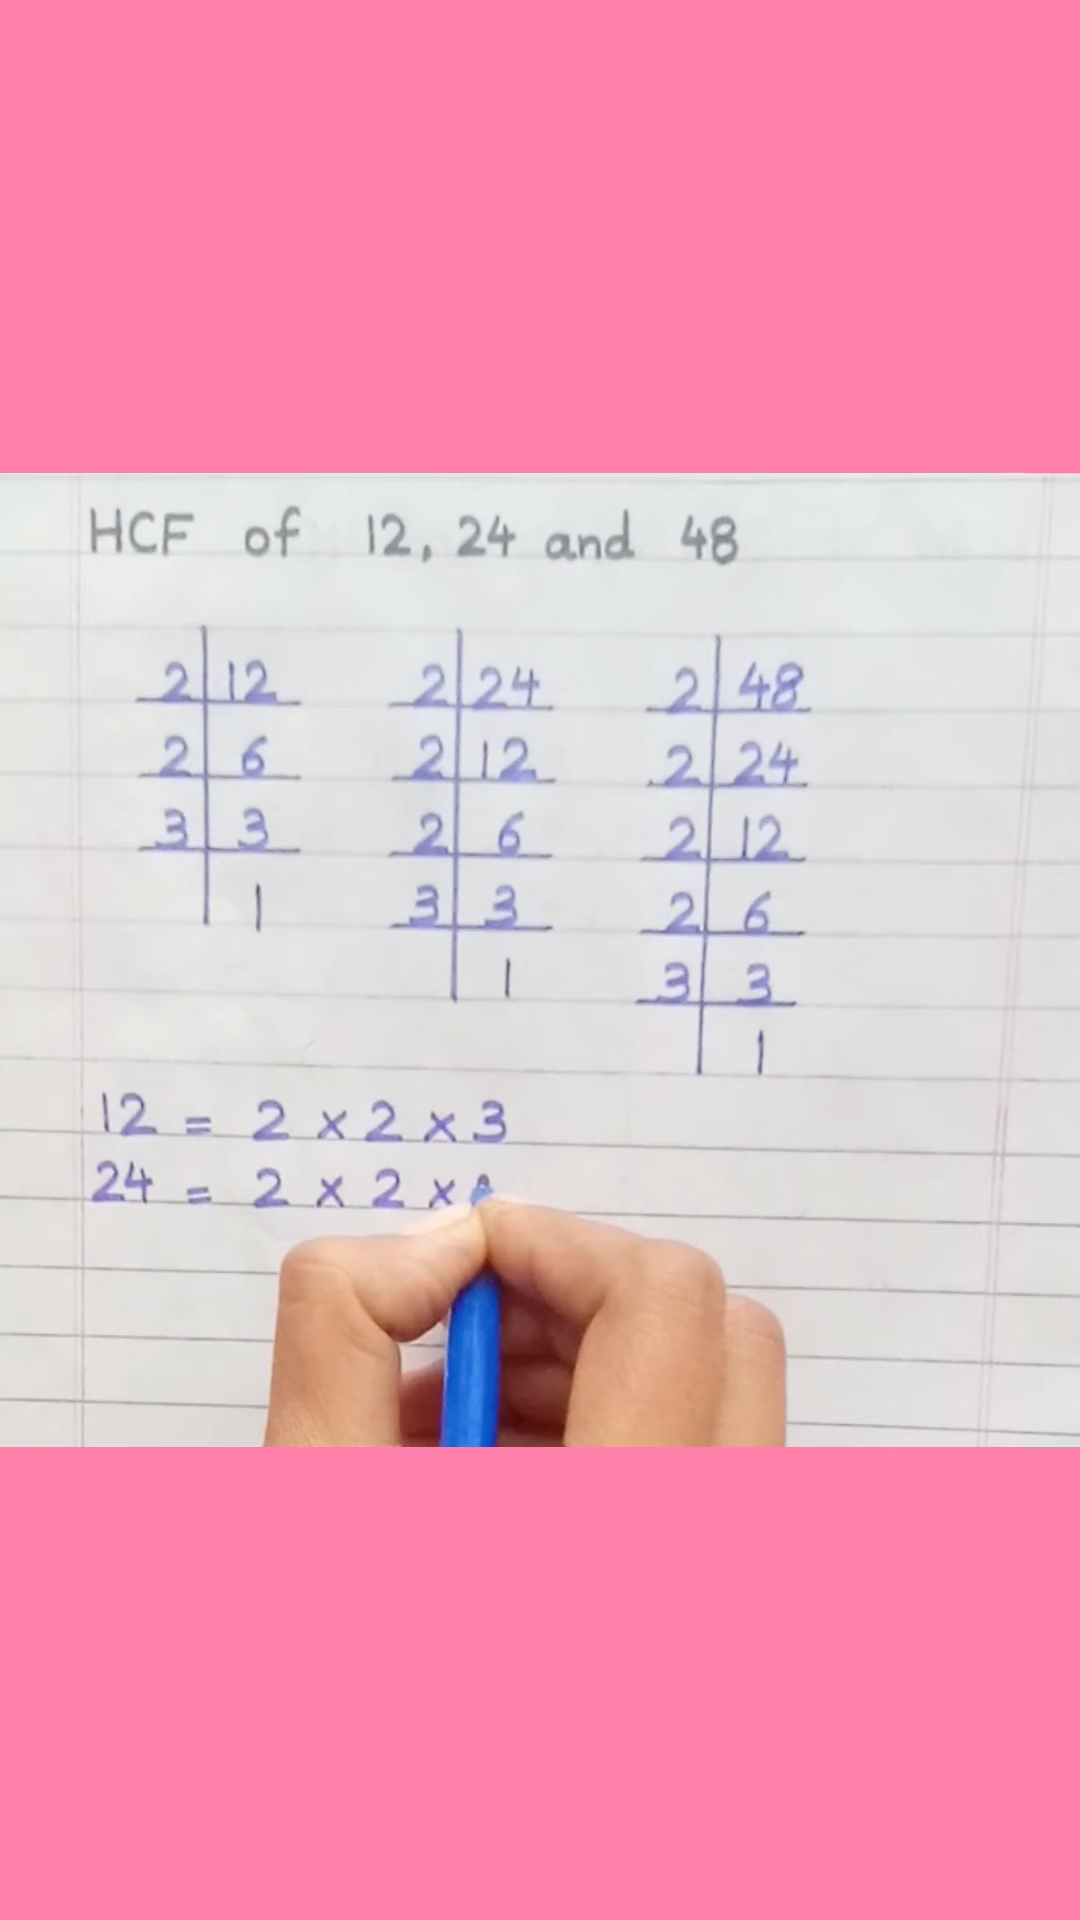 HCF of 12, 24 and 48
2 12 2 24 2 48
2 6 2 12 2 24
3 3 2 6 2 12
1 3 3 2 6
1 3 3
1
12 = 2 × 2 × 3
24 = 2 × 2 ×